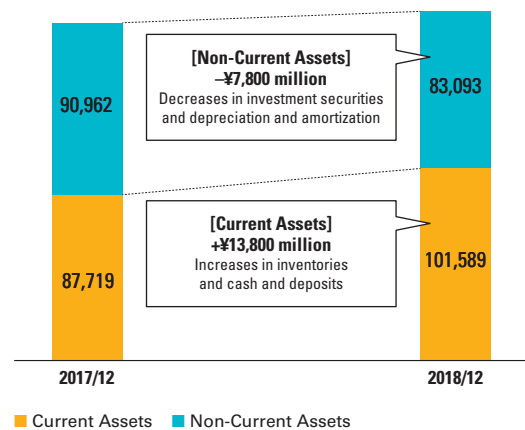 [Non-Current Assets]
–¥7,800 million
Decreases in investment securities
and depreciation and amortization
90,962
83,093
[Current Assets]
+¥13,800 million
Increases in inventories
and cash and deposits
87,719
101,589
2017/12
2018/12
Current Assets
Non-Current Assets